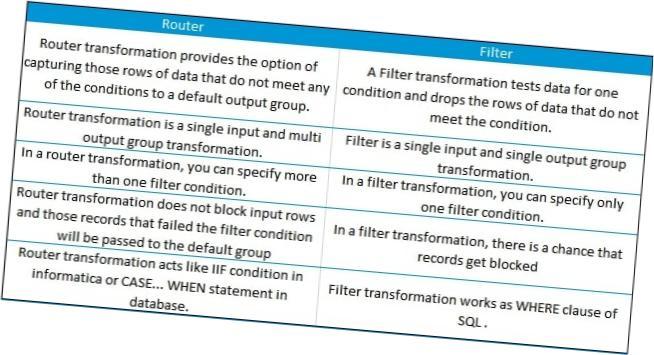 Router
Filter
Router transformation provides the option of
capturing those rows of data that do not meet any
of the conditions to a default output group.
A Filter transformation tests data for one
condition and drops the rows of data that do not
meet the condition.
Router transformation is a single input and multi
output group transformation.
Filter is a single input and single output group
transformation.
In a router transformation, you can specify more
than one filter condition.
In a filter transformation, you can specify only
one filter condition.
Router transformation does not block input rows
and those records that failed the filter condition
will be passed to the default group
In a filter transformation, there is a chance that
records get blocked
Router transformation acts like IIF condition in
informatica or CASE... WHEN statement in
database.
Filter transformation works as WHERE clause of
SQL .